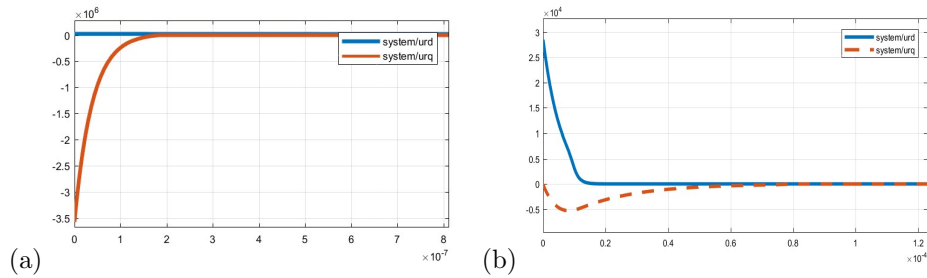 ×10^6
0
-0.5
-1
-1.5
-2
-2.5
-3
-3.5
0 1 2 3 4 5 6 7 8
×10^-7
system/urd
system/urq
(a)
×10^4
3
2.5
2
1.5
1
0.5
0
-0.5
0 0.2 0.4 0.6 0.8 1 1.2
×10^-4
system/urd
system/urq
(b)